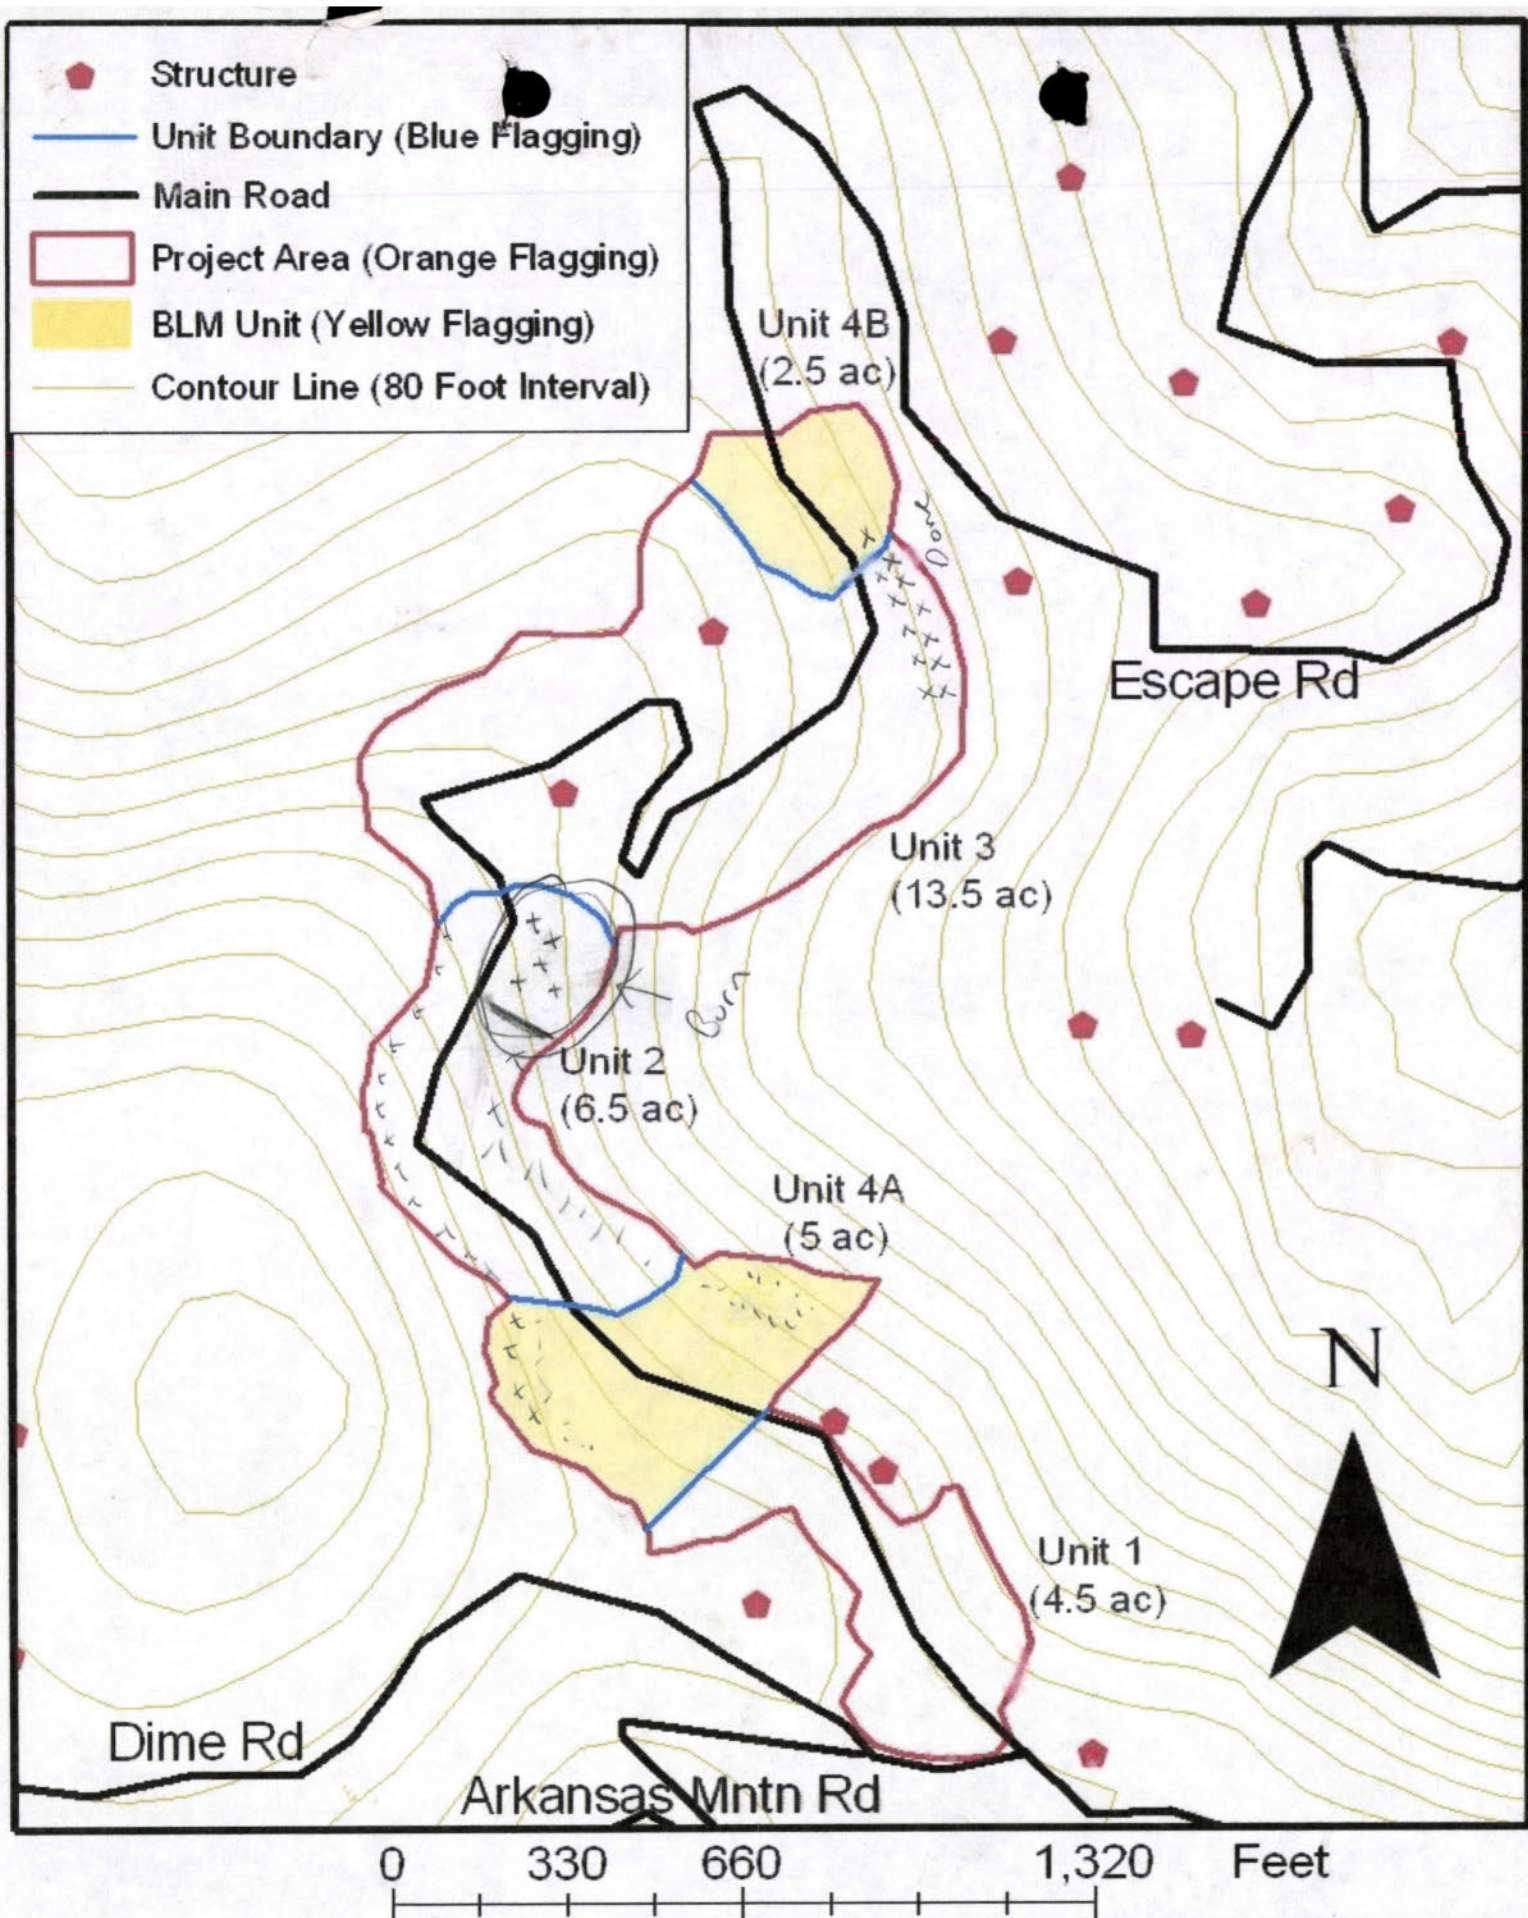 Structure
Unit Boundary (Blue Flagging)
Main Road
Project Area (Orange Flagging)
BLM Unit (Yellow Flagging)
Contour Line (80 Foot Interval)
Unit 4B
(2.5 ac)
Done
Escape Rd
Unit 3
(13.5 ac)
Burn
Unit 2
(6.5 ac)
Unit 4A
(5 ac)
N
Unit 1
(4.5 ac)
Dime Rd
Arkansas Mntn Rd
0 330 660 1,320 Feet